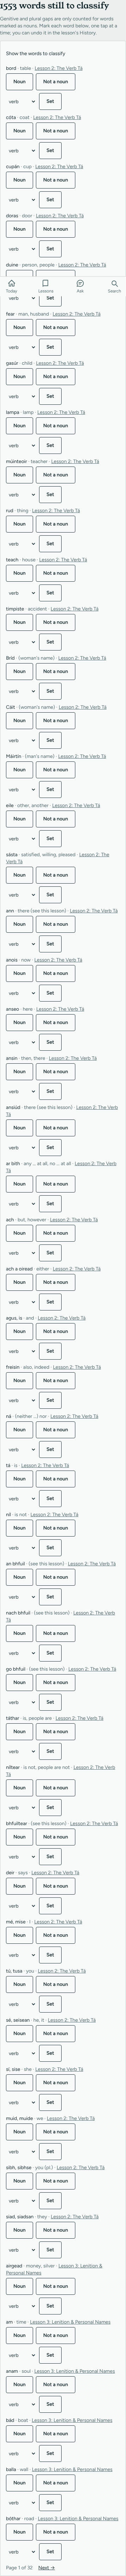 1553 words still to classify
Gender and plural gaps are only counted for words
marked as nouns. Mark each word below, one tap at a
time; you can undo it in the lesson's History.
Show the words to classify
bord · table · Lesson 2: The Verb Tá
Noun Not a noun
verb Set
cóta · coat · Lesson 2: The Verb Tá
Noun Not a noun
verb Set
cupán · cup · Lesson 2: The Verb Tá
Noun Not a noun
verb Set
doras · door · Lesson 2: The Verb Tá
Noun Not a noun
verb Set
duine · person, people · Lesson 2: The Verb Tá
Today Lessons Ask Search
verb Set
fear · man, husband · Lesson 2: The Verb Tá
Noun Not a noun
verb Set
gasúr · child · Lesson 2: The Verb Tá
Noun Not a noun
verb Set
lampa · lamp · Lesson 2: The Verb Tá
Noun Not a noun
verb Set
múinteoir · teacher · Lesson 2: The Verb Tá
Noun Not a noun
verb Set
rud · thing · Lesson 2: The Verb Tá
Noun Not a noun
verb Set
teach · house · Lesson 2: The Verb Tá
Noun Not a noun
verb Set
timpiste · accident · Lesson 2: The Verb Tá
Noun Not a noun
verb Set
Bríd · (woman's name) · Lesson 2: The Verb Tá
Noun Not a noun
verb Set
Cáit · (woman's name) · Lesson 2: The Verb Tá
Noun Not a noun
verb Set
Máirtín · (man's name) · Lesson 2: The Verb Tá
Noun Not a noun
verb Set
eile · other, another · Lesson 2: The Verb Tá
Noun Not a noun
verb Set
sásta · satisfied, willing, pleased · Lesson 2: The
Verb Tá
Noun Not a noun
verb Set
ann · there (see this lesson) · Lesson 2: The Verb Tá
Noun Not a noun
verb Set
anois · now · Lesson 2: The Verb Tá
Noun Not a noun
verb Set
anseo · here · Lesson 2: The Verb Tá
Noun Not a noun
verb Set
ansin · then, there · Lesson 2: The Verb Tá
Noun Not a noun
verb Set
ansiúd · there (see this lesson) · Lesson 2: The Verb
Tá
Noun Not a noun
verb Set
ar bith · any ... at all, no ... at all · Lesson 2: The Verb
Tá
Noun Not a noun
verb Set
ach · but, however · Lesson 2: The Verb Tá
Noun Not a noun
verb Set
ach a oiread · either · Lesson 2: The Verb Tá
Noun Not a noun
verb Set
agus, is · and · Lesson 2: The Verb Tá
Noun Not a noun
verb Set
freisin · also, indeed · Lesson 2: The Verb Tá
Noun Not a noun
verb Set
ná · (neither ...) nor · Lesson 2: The Verb Tá
Noun Not a noun
verb Set
tá · is · Lesson 2: The Verb Tá
Noun Not a noun
verb Set
níl · is not · Lesson 2: The Verb Tá
Noun Not a noun
verb Set
an bhfuil · (see this lesson) · Lesson 2: The Verb Tá
Noun Not a noun
verb Set
nach bhfuil · (see this lesson) · Lesson 2: The Verb
Tá
Noun Not a noun
verb Set
go bhfuil · (see this lesson) · Lesson 2: The Verb Tá
Noun Not a noun
verb Set
táthar · is, people are · Lesson 2: The Verb Tá
Noun Not a noun
verb Set
níltear · is not, people are not · Lesson 2: The Verb
Tá
Noun Not a noun
verb Set
bhfuiltear · (see this lesson) · Lesson 2: The Verb Tá
Noun Not a noun
verb Set
deir · says · Lesson 2: The Verb Tá
Noun Not a noun
verb Set
mé, mise · I · Lesson 2: The Verb Tá
Noun Not a noun
verb Set
tú, tusa · you · Lesson 2: The Verb Tá
Noun Not a noun
verb Set
sé, seisean · he, it · Lesson 2: The Verb Tá
Noun Not a noun
verb Set
sí, sise · she · Lesson 2: The Verb Tá
Noun Not a noun
verb Set
muid, muide · we · Lesson 2: The Verb Tá
Noun Not a noun
verb Set
sibh, sibhse · you (pl.) · Lesson 2: The Verb Tá
Noun Not a noun
verb Set
siad, siadsan · they · Lesson 2: The Verb Tá
Noun Not a noun
verb Set
airgead · money, silver · Lesson 3: Lenition &
Personal Names
Noun Not a noun
verb Set
am · time · Lesson 3: Lenition & Personal Names
Noun Not a noun
verb Set
anam · soul · Lesson 3: Lenition & Personal Names
Noun Not a noun
verb Set
bád · boat · Lesson 3: Lenition & Personal Names
Noun Not a noun
verb Set
balla · wall · Lesson 3: Lenition & Personal Names
Noun Not a noun
verb Set
bóthar · road · Lesson 3: Lenition & Personal Names
Noun Not a noun
verb Set
Page 1 of 32 Next →